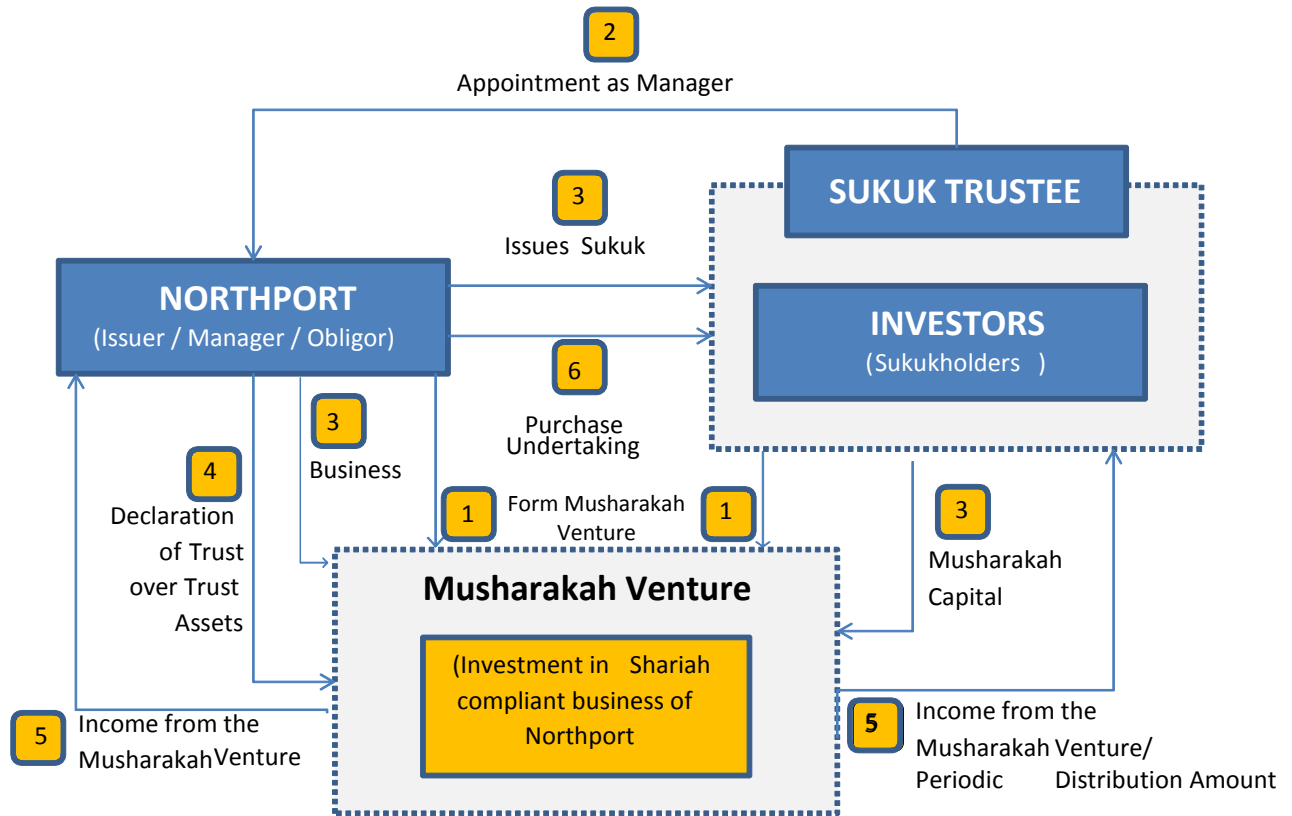 2
Appointment as Manager
SUKUK TRUSTEE
3
Issues Sukuk
NORTHPORT
(Issuer / Manager / Obligor)
INVESTORS
(Sukukholders )
6
Purchase
Undertaking
3
Business
4
Declaration
of Trust
over Trust
Assets
1
Form Musharakah
Venture
1
3
Musharakah
Capital
Musharakah Venture
(Investment in Shariah
compliant business of
Northport
5
Income from the
Musharakah Venture
5
Income from the
Musharakah Venture/
Periodic Distribution Amount